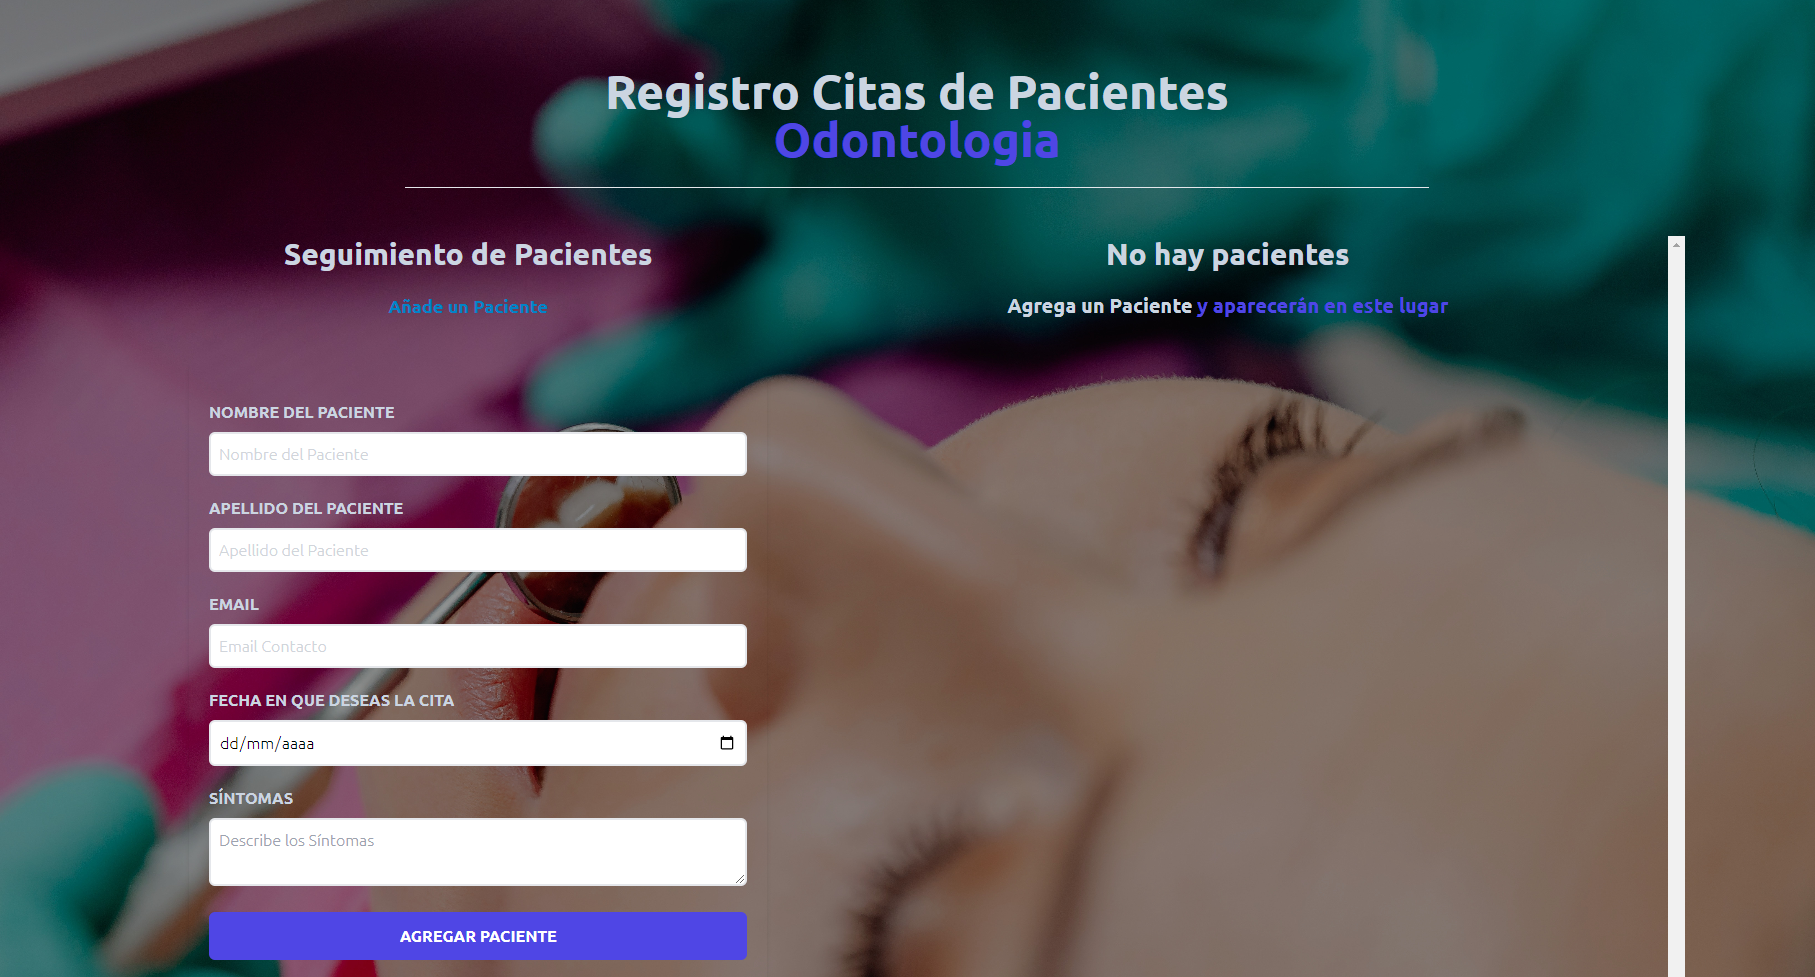 Registro Citas de Pacientes
Odontologia
Seguimiento de Pacientes
Añade un Paciente
NOMBRE DEL PACIENTE
Nombre del Paciente
APELLIDO DEL PACIENTE
Apellido del Paciente
EMAIL
Email Contacto
FECHA EN QUE DESEAS LA CITA
dd/mm/aaaa
SÍNTOMAS
Describe los Síntomas
AGREGAR PACIENTE
No hay pacientes
Agrega un Paciente y aparecerán en este lugar